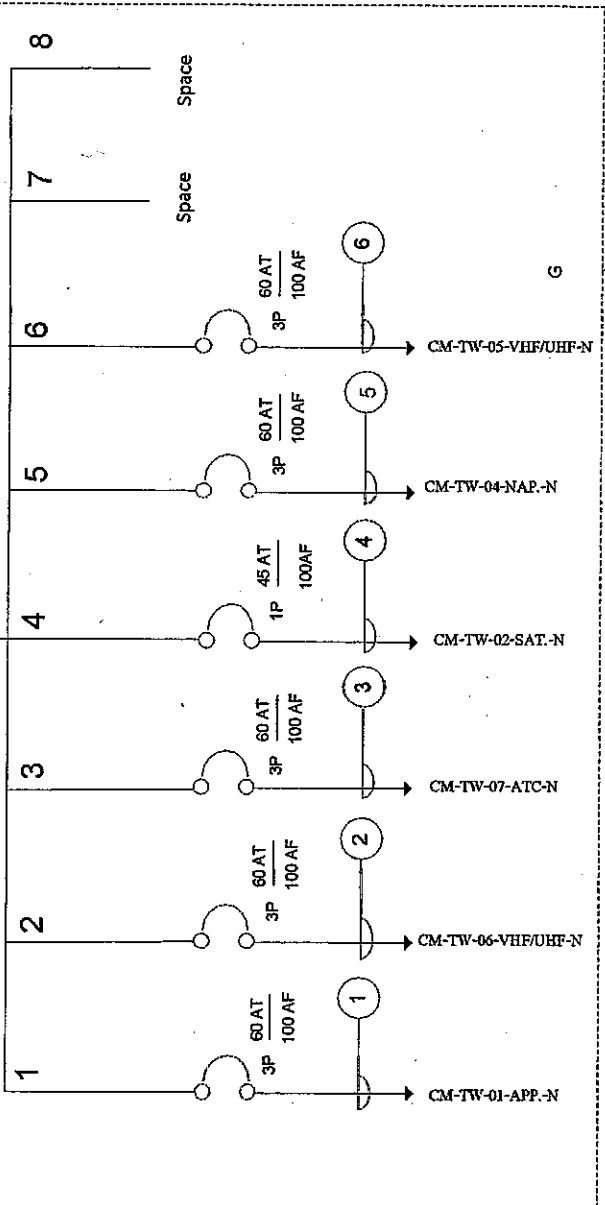 1
2
3
4
5
6
7
8
60 AT
3P
100 AF
60 AT
3P
100 AF
60 AT
3P
100 AF
45 AT
1P
100AF
60 AT
3P
100 AF
60 AT
3P
100 AF
Space
Space
1
2
3
4
5
6
CM-TW-01-APP.-N
CM-TW-06-VHF/UHF-N
CM-TW-07-ATC-N
CM-TW-02-SAT.-N
CM-TW-04-NAP.-N
CM-TW-05-VHF/UHF-N
G